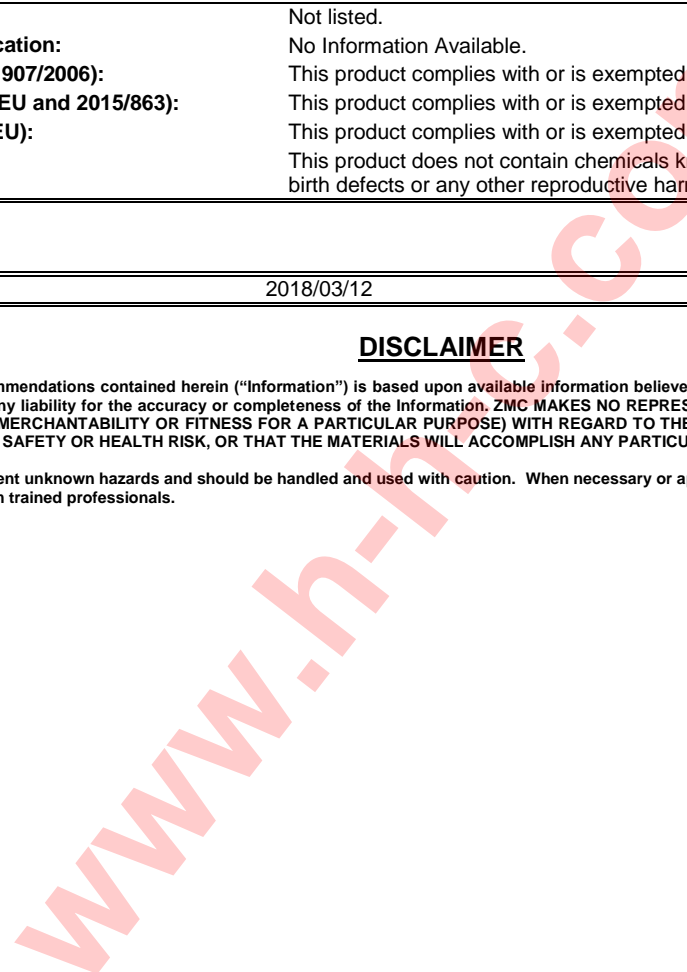 Not listed.
cation: No Information Available.
907/2006): This product complies with or is exempted
EU and 2015/863): This product complies with or is exempted
EU): This product complies with or is exempted
This product does not contain chemicals
birth defects or any other reproductive
2018/03/12
DISCLAIMER
mmendations contained herein (“Information”) is based upon available information believe
ny liability for the accuracy or completeness of the Information. ZMC MAKES NO REPRES
MERCHANTABILITY OR FITNESS FOR A PARTICULAR PURPOSE) WITH REGARD TO THE
SAFETY OR HEALTH RISK, OR THAT THE MATERIALS WILL ACCOMPLISH ANY PARTICU
ent unknown hazards and should be handled and used with caution. When necessary or a
n trained professionals.
www.h-h-c.co